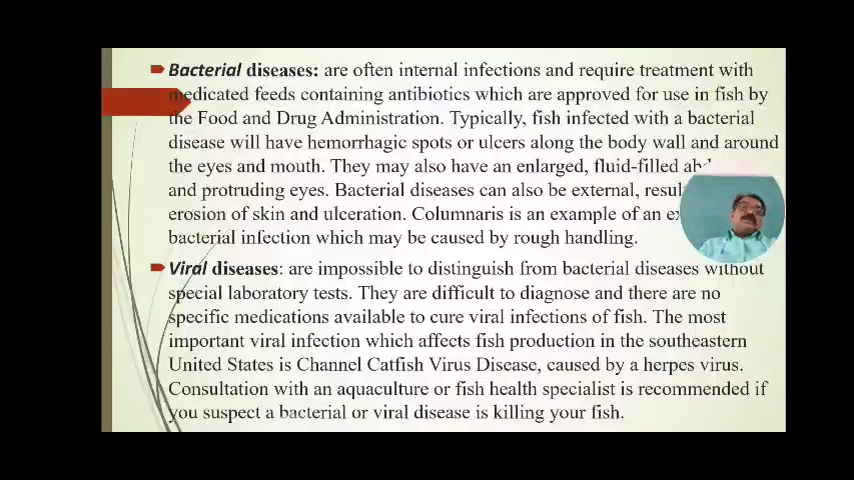 Bacterial diseases: are often internal infections and require treatment with
medicated feeds containing antibiotics which are approved for use in fish by
the Food and Drug Administration. Typically, fish infected with a bacterial
disease will have hemorrhagic spots or ulcers along the body wall and around
the eyes and mouth. They may also have an enlarged, fluid-filled
and protruding eyes. Bacterial diseases can also be external,
erosion of skin and ulceration. Columnaris is an example of an
bacterial infection which may be caused by rough handling.
Viral diseases: are impossible to distinguish from bacterial diseases without
special laboratory tests. They are difficult to diagnose and there are no
specific medications available to cure viral infections of fish. The most
important viral infection which affects fish production in the southeastern
United States is Channel Catfish Virus Disease, caused by a herpes virus.
Consultation with an aquaculture or fish health specialist is recommended if
you suspect a bacterial or viral disease is killing your fish.